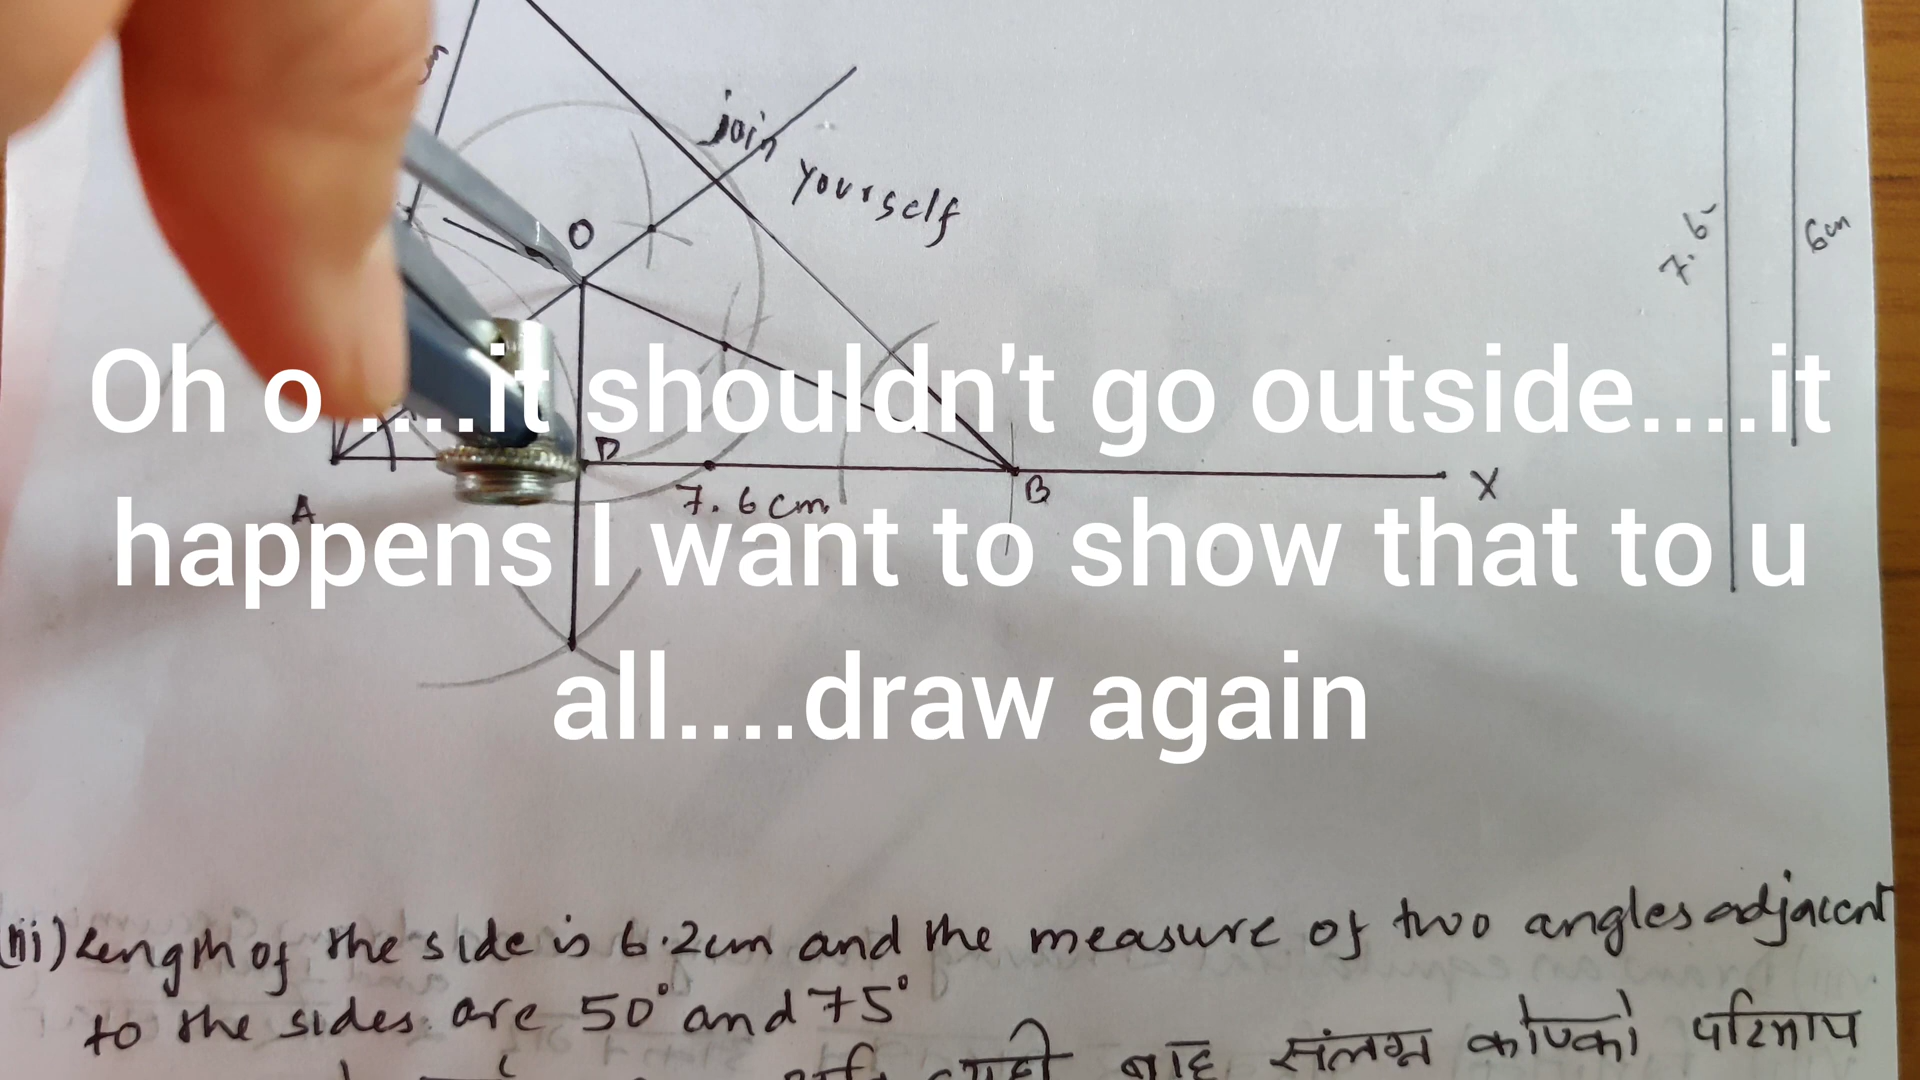 join
yourself
O
7.6
6cm
Oh o ....it shouldn't go outside....it
happens I want to show that to u
all....draw again
D
A
7.6 cm
B
X
(iii) Length of the side is 6.2cm and the measure of two angles adjacent
to the sides are 50° and 75°
बाहु संलग्न कोणको परिमाप